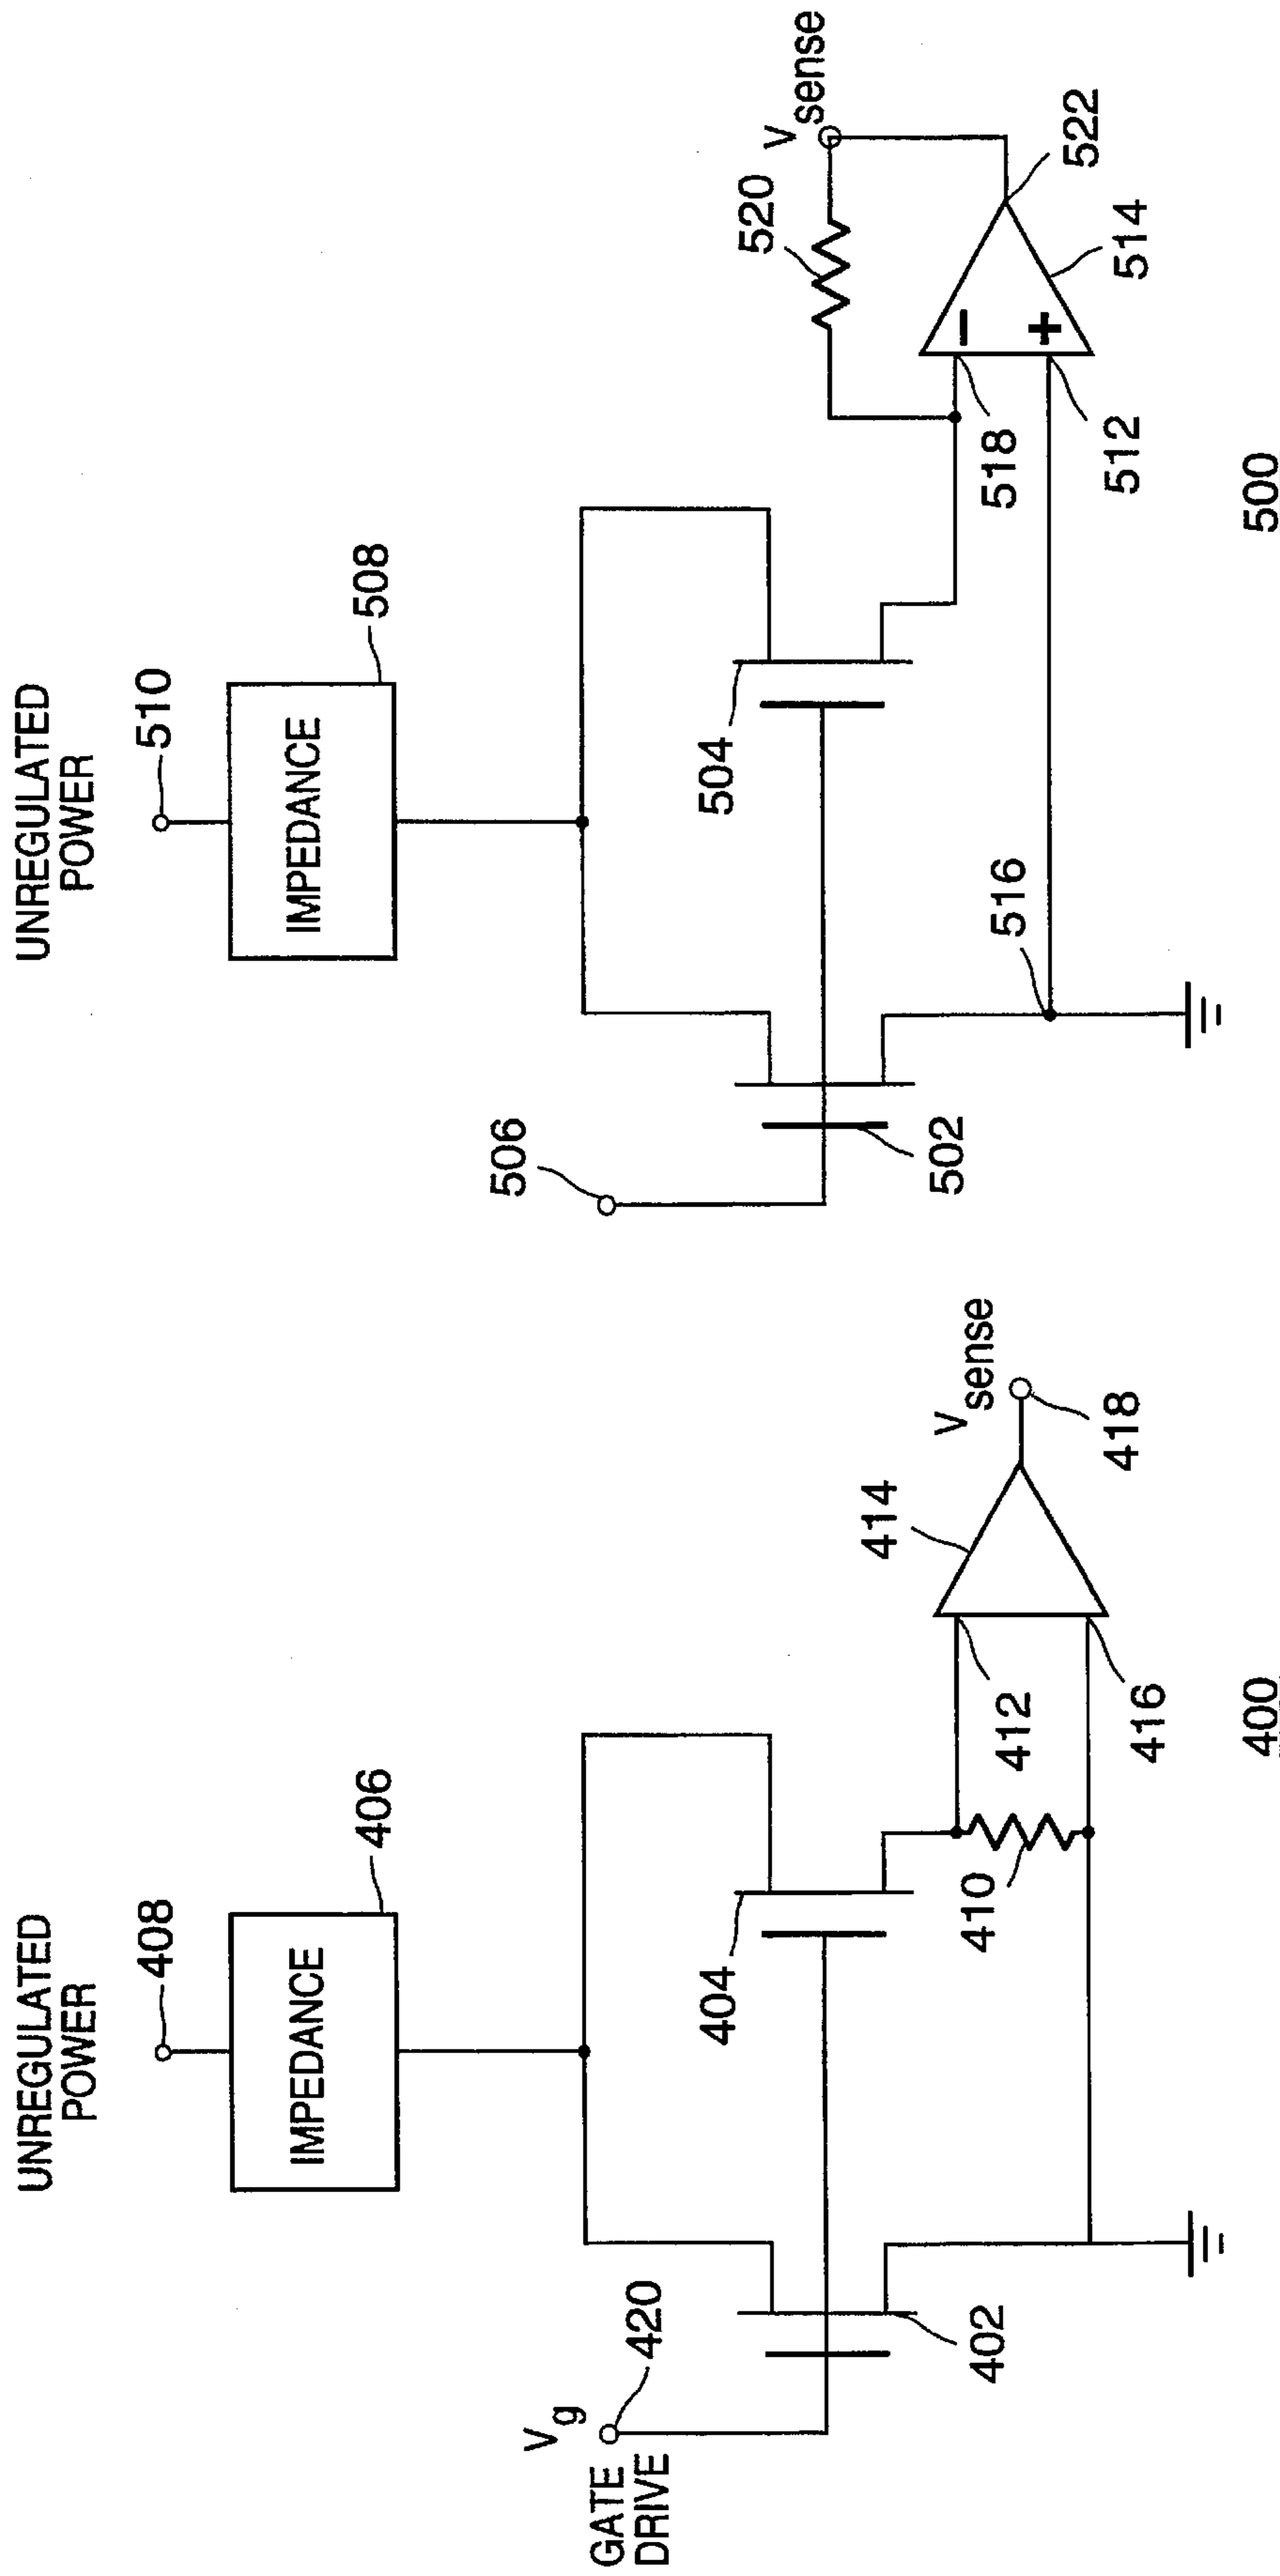 UNREGULATED
POWER
408
IMPEDANCE
406
Vg
GATE
DRIVE
420
402
404
410
412
416
414
Vsense
418
400
UNREGULATED
POWER
510
IMPEDANCE
508
506
502
504
516
518
512
520
Vsense
−
+
522
514
500